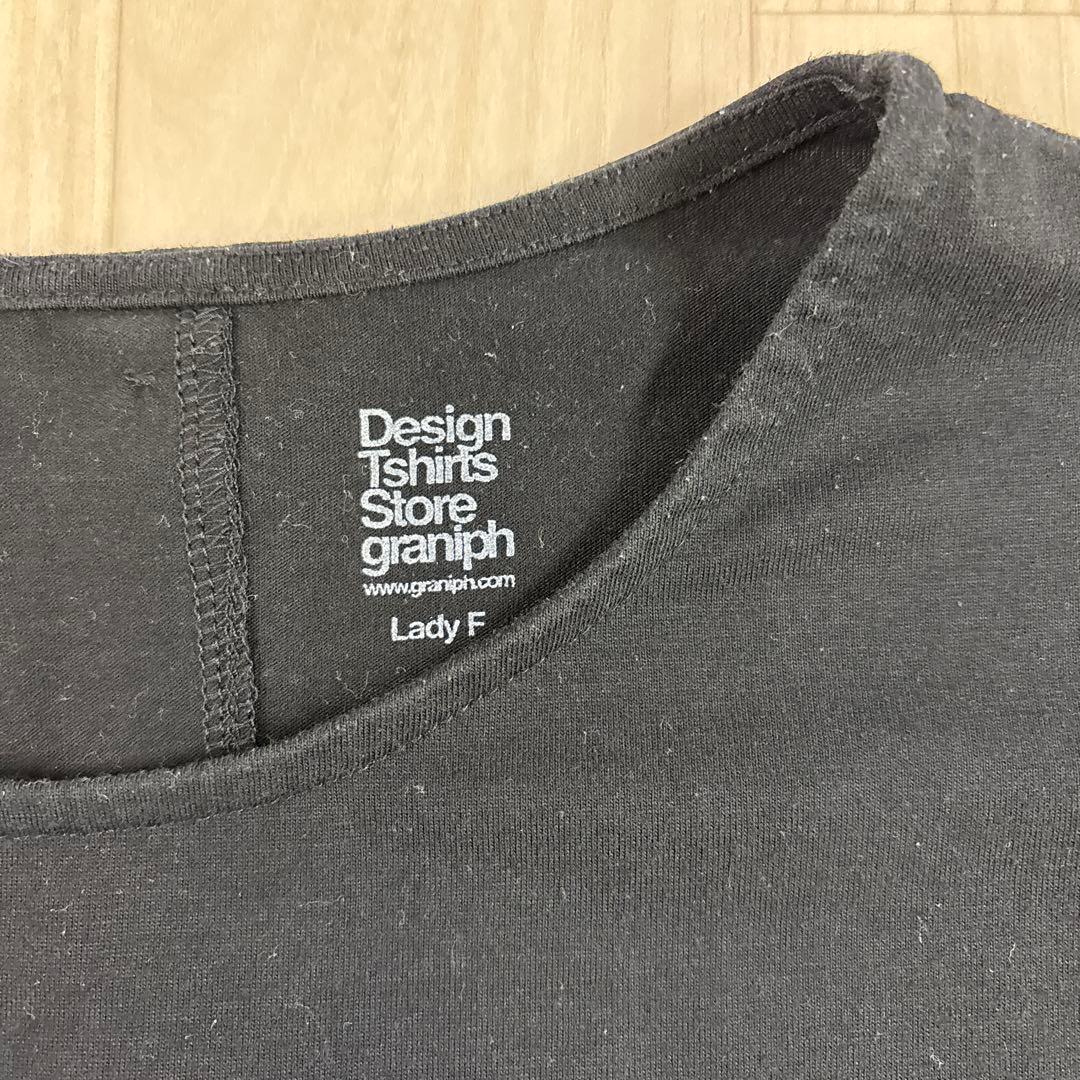 Design
Tshirts
Store
graniph
www.graniph.com
Lady F